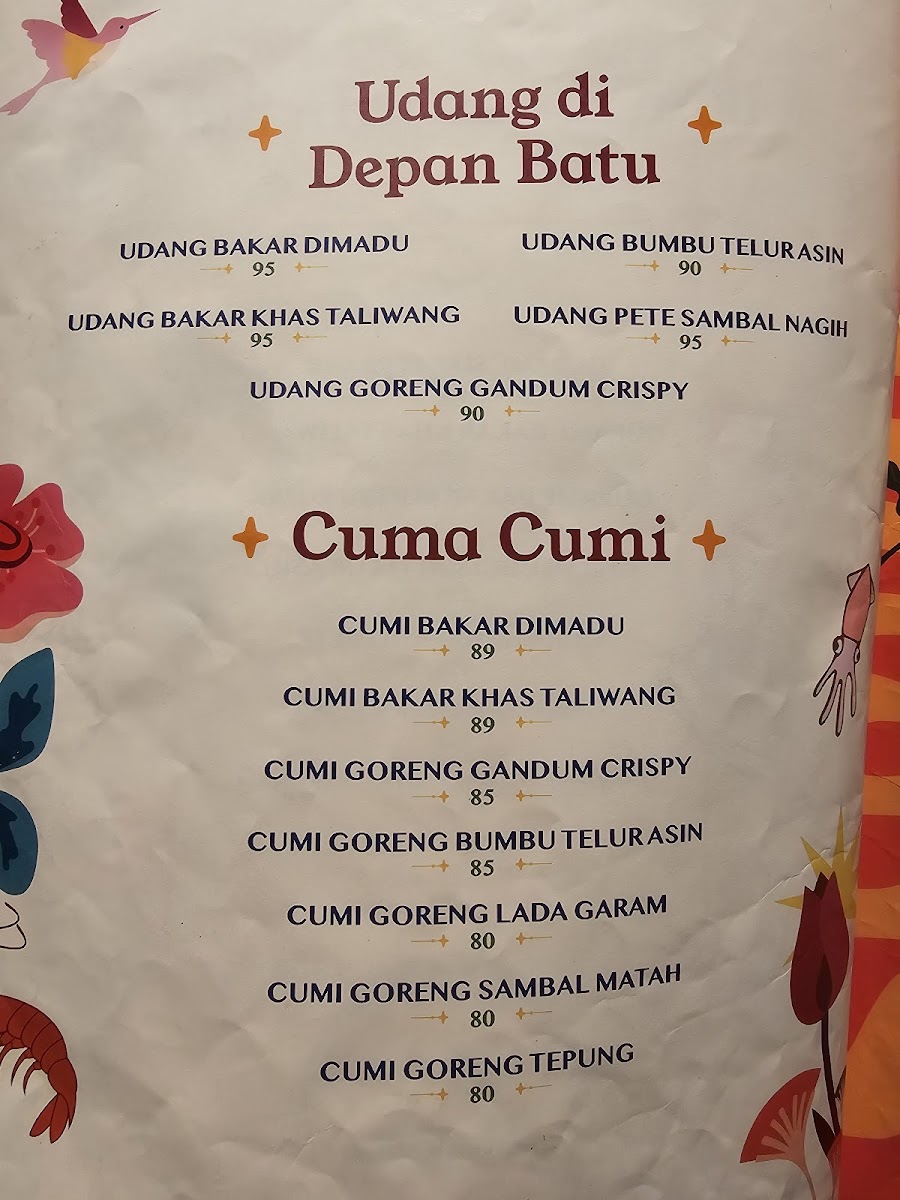 Udang di
Depan Batu
UDANG BAKAR DIMADU
95
UDANG BUMBU TELUR ASIN
90
UDANG BAKAR KHAS TALIWANG
95
UDANG PETE SAMBAL NAGIH
95
UDANG GORENG GANDUM CRISPY
90
Cuma Cumi
CUMI BAKAR DIMADU
89
CUMI BAKAR KHAS TALIWANG
89
CUMI GORENG GANDUM CRISPY
85
CUMI GORENG BUMBU TELUR ASIN
85
CUMI GORENG LADA GARAM
80
CUMI GORENG SAMBAL MATAH
80
CUMI GORENG TEPUNG
80